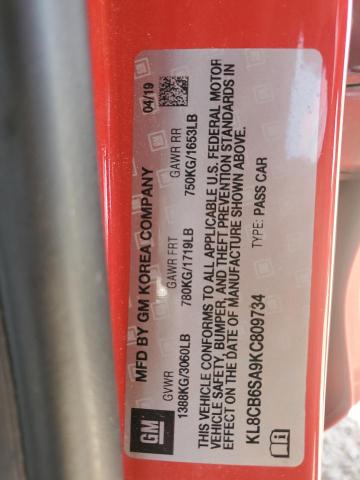 GM
MFD BY GM KOREA COMPANY 04/19
GVWR GAWR FRT GAWR RR
1388KG/3060LB 780KG/1719LB 750KG/1653LB
THIS VEHICLE CONFORMS TO ALL APPLICABLE U.S. FEDERAL MOTOR
VEHICLE SAFETY, BUMPER, AND THEFT PREVENTION STANDARDS IN
EFFECT ON THE DATE OF MANUFACTURE SHOWN ABOVE.
KL8CB6SA9KC809734 TYPE: PASS CAR